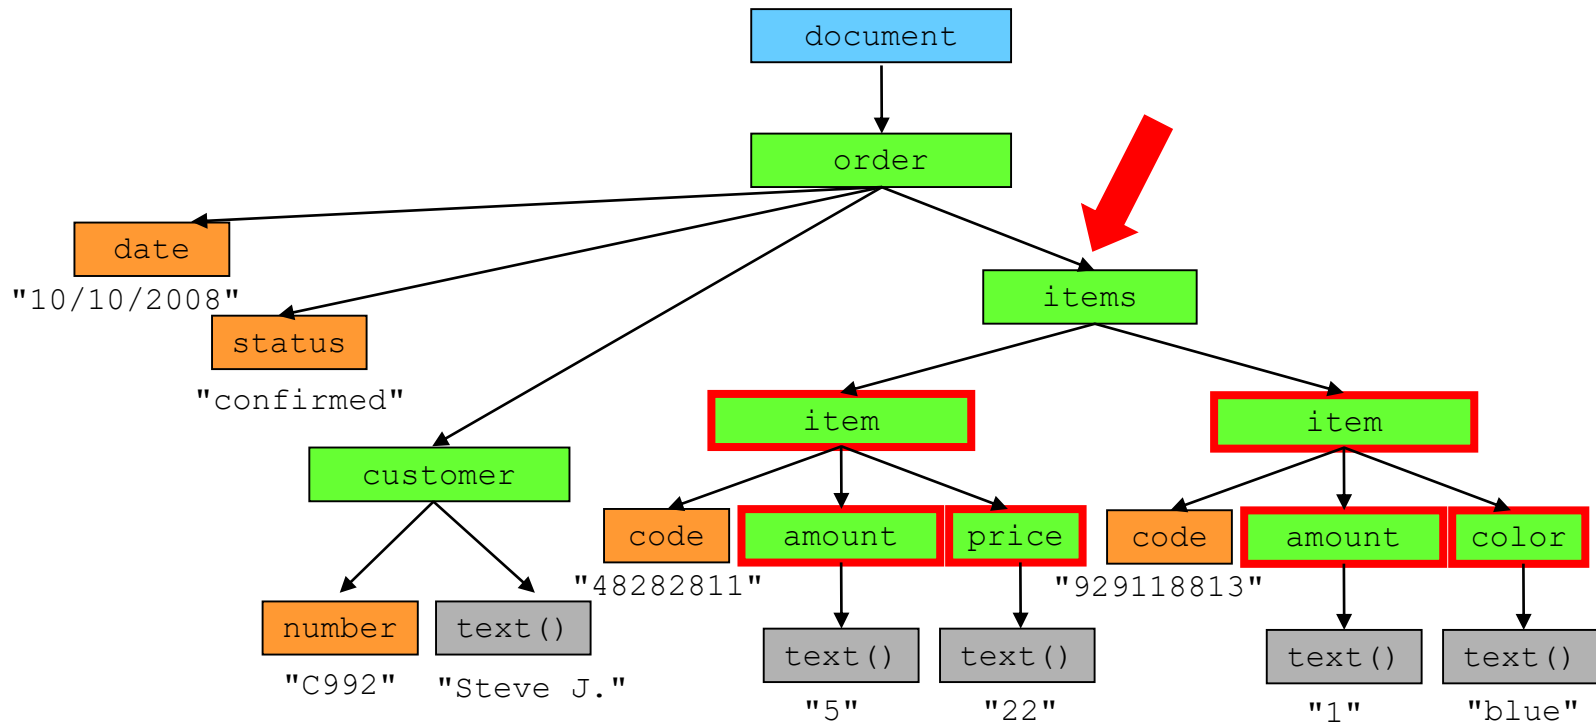 document
order
date
"10/10/2008"
items
status
"confirmed"
item
item
customer
code
amount
price
code
amount
color
"48282811"
"929118813"
number
text()
text()
text()
text()
text()
"C992"
"Steve J."
"5"
"22"
"1"
"blue"